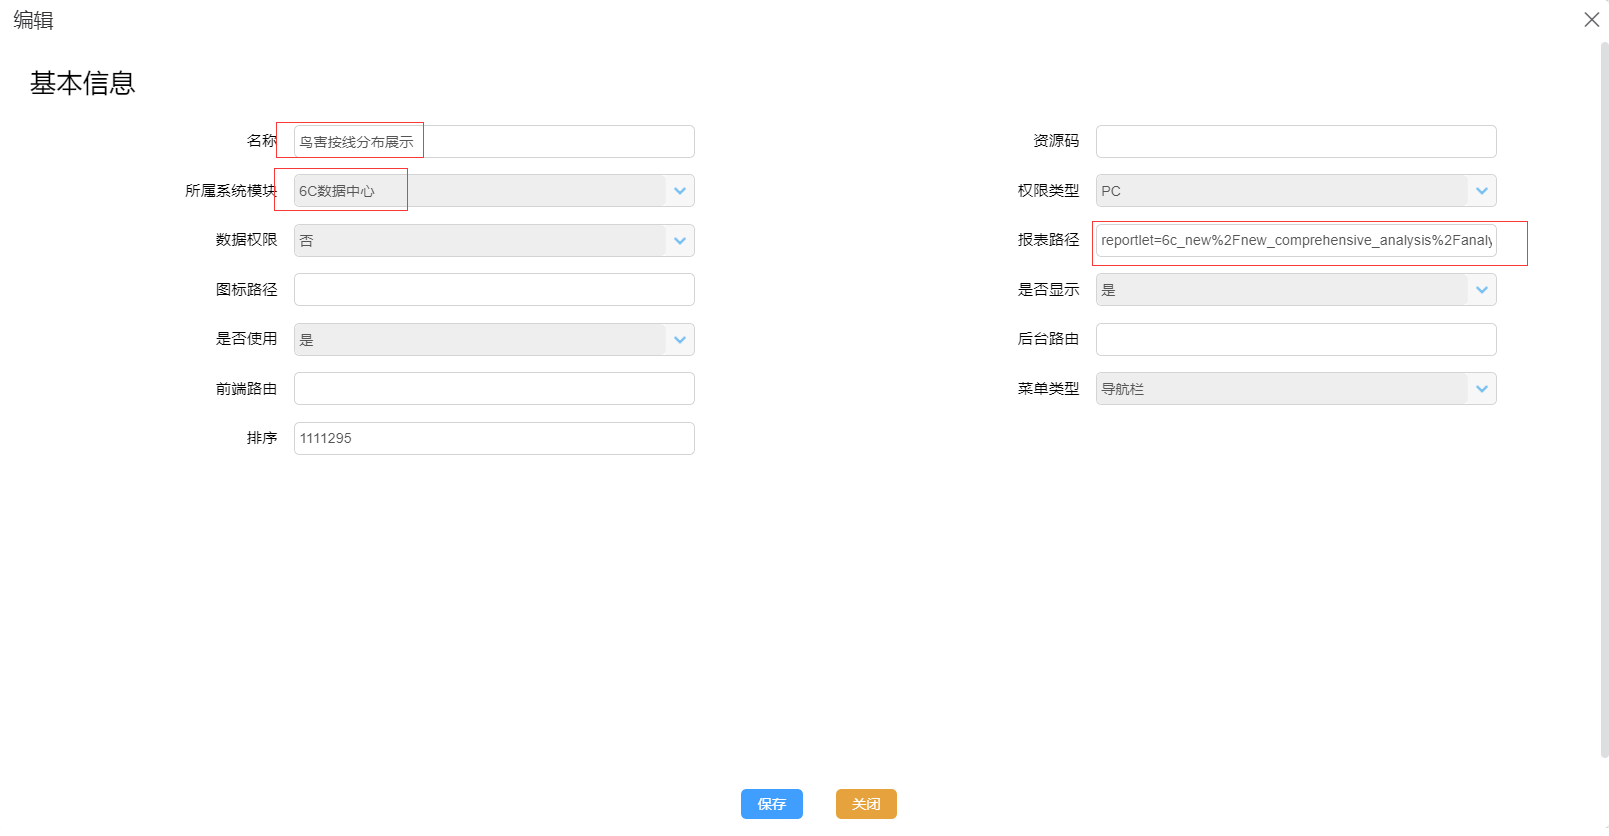 编辑
基本信息
名称 鸟害按线分布展示 资源码
所属系统模块 6C数据中心 权限类型 PC
数据权限 否 报表路径 reportlet=6c_new%2Fnew_comprehensive_analysis%2Fanaly
图标路径 是否显示 是
是否使用 是 后台路由
前端路由 菜单类型 导航栏
排序 1111295
保存 关闭